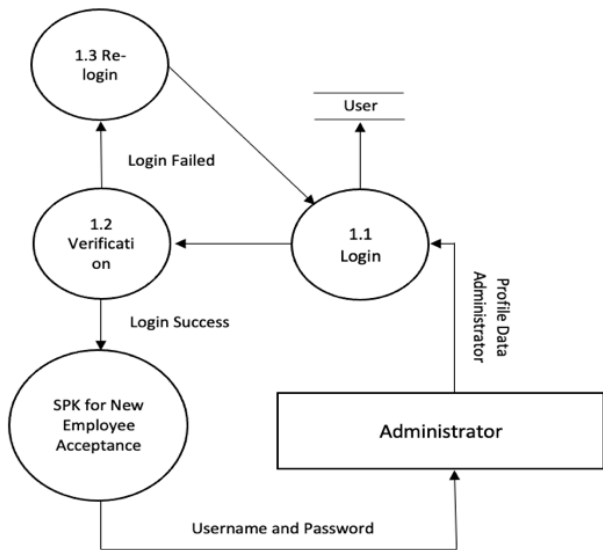 1.3 Re-
login
User
Login Failed
1.2
Verificati
on
1.1
Login
Profile Data
Administrator
Login Success
SPK for New
Employee
Acceptance
Administrator
Username and Password